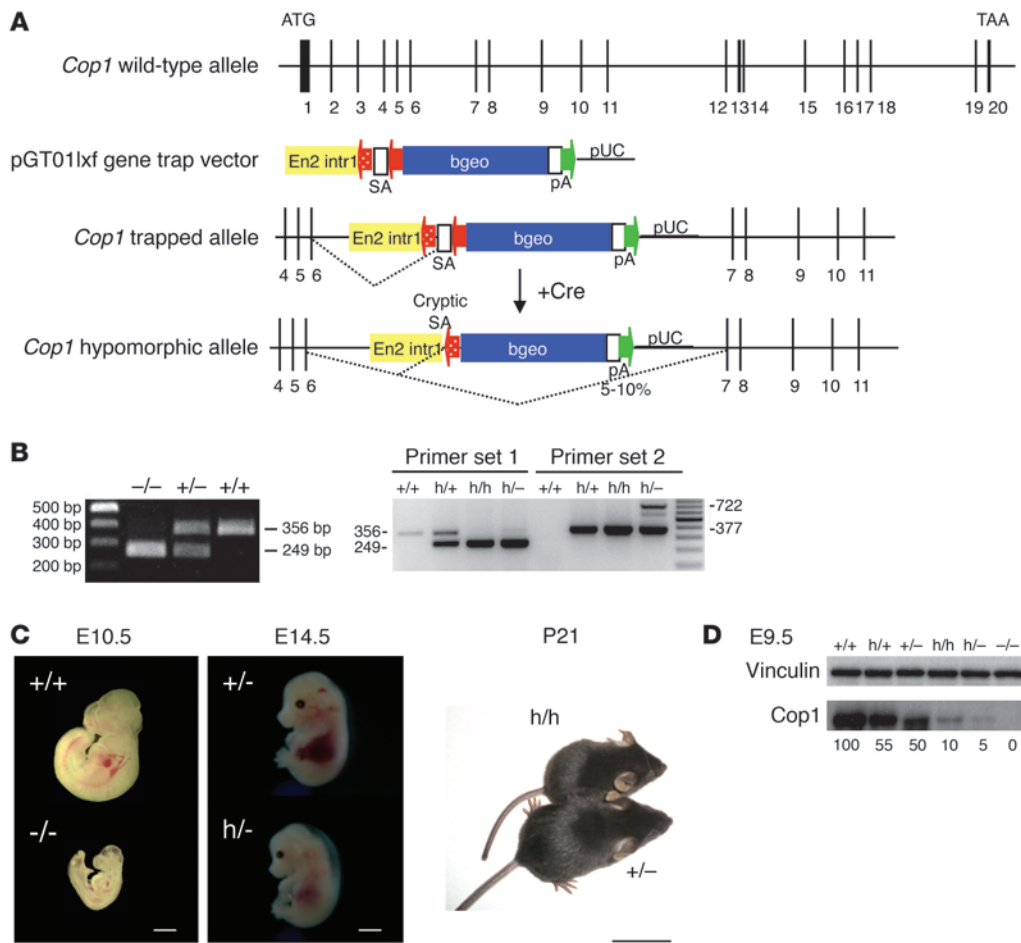 A
ATG
TAA
Cop1 wild-type allele
1 2 3 4 5 6 7 8 9 10 11 12 13 14 15 16 17 18 19 20
pGT01lxf gene trap vector
En2 intr1
SA
bgeo
pA
pUC
Cop1 trapped allele
En2 intr1
SA
bgeo
pA
pUC
4 5 6 7 8 9 10 11
+Cre
Cryptic
SA
Cop1 hypomorphic allele
En2 intr1
bgeo
pA
pUC
5-10%
4 5 6 7 8 9 10 11
B
–/– +/– +/+
500 bp
400 bp
300 bp
200 bp
356 bp
249 bp
Primer set 1 Primer set 2
+/+ h/+ h/h h/– +/+ h/+ h/h h/–
356-
249-
-722
-377
C
E10.5
+/+
-/-
E14.5
+/-
h/-
P21
h/h
+/–
D
E9.5
+/+ h/+ +/– h/h h/– –/–
Vinculin
Cop1
100 55 50 10 5 0